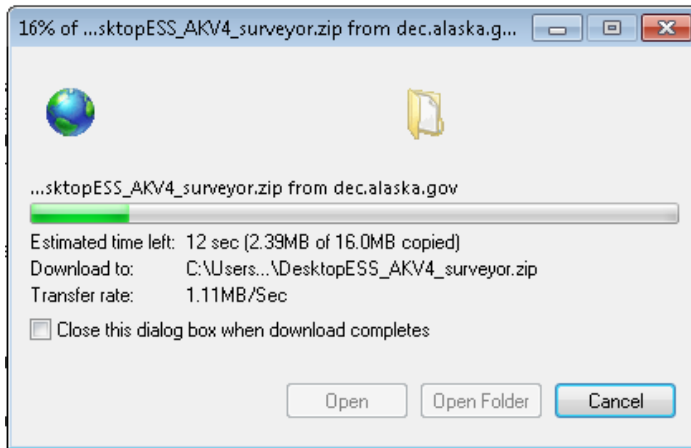 16% of ...sktopESS_AKV4_surveyor.zip from dec.alaska.g...
...sktopESS_AKV4_surveyor.zip from dec.alaska.gov
Estimated time left: 12 sec (2.39MB of 16.0MB copied)
Download to: C:\Users...\DesktopESS_AKV4_surveyor.zip
Transfer rate: 1.11MB/Sec
Close this dialog box when download completes
Open Open Folder Cancel